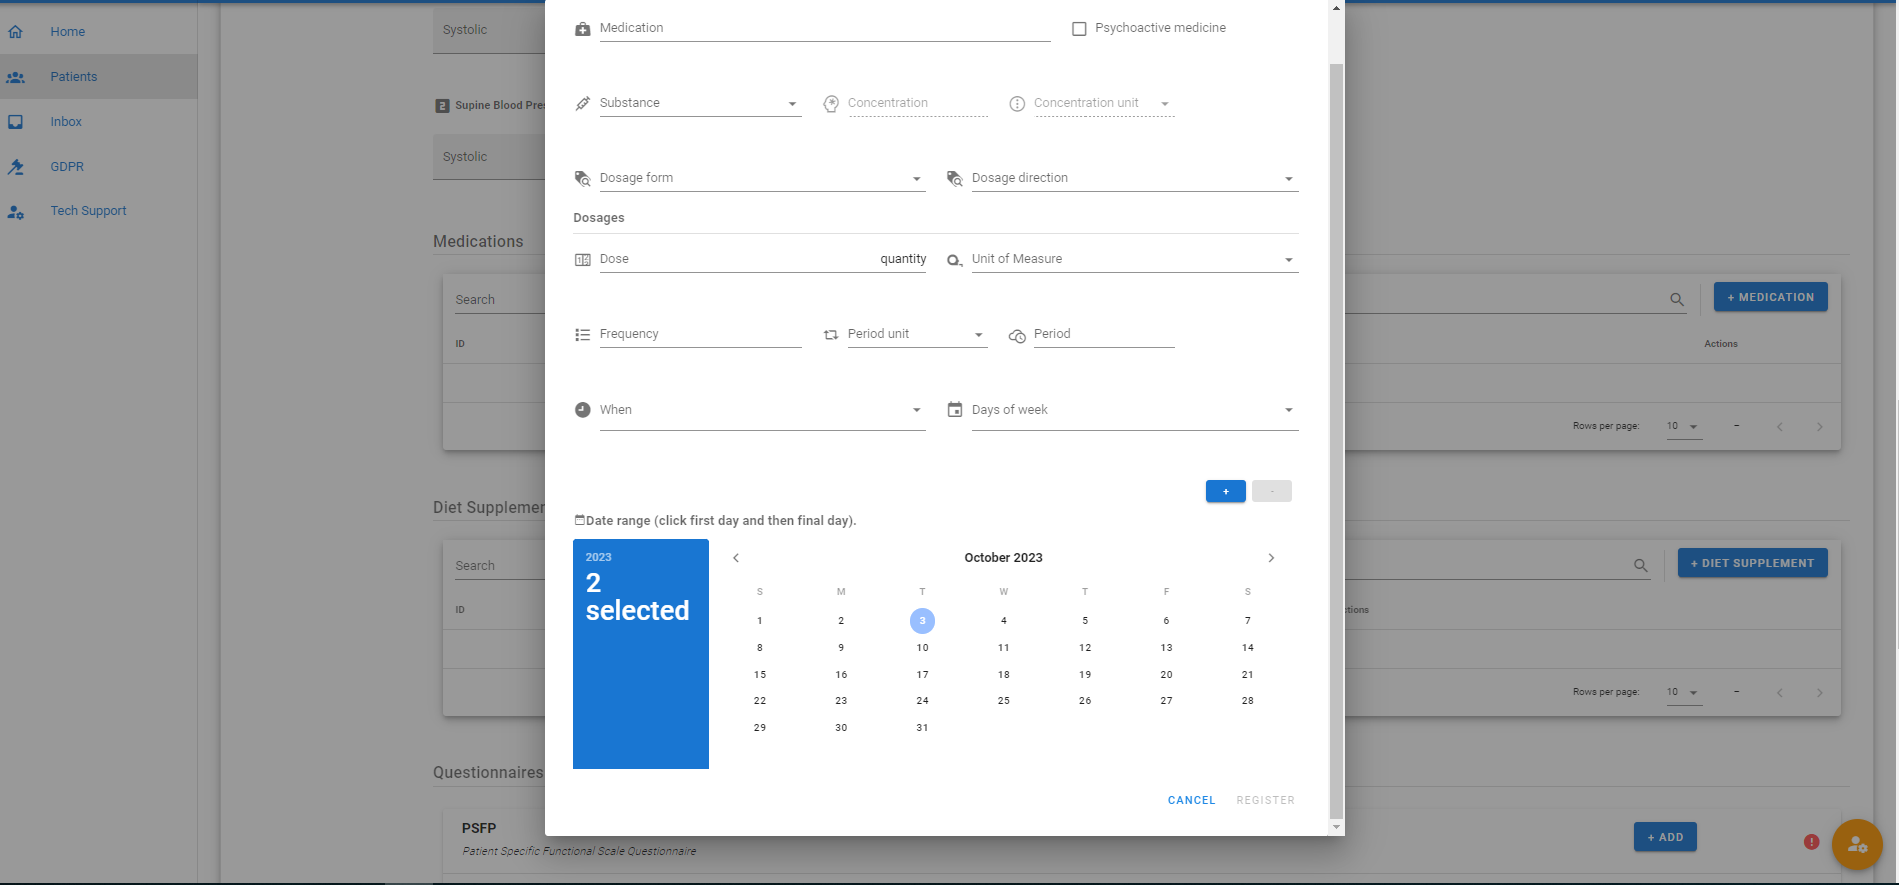 Home
Patients
Inbox
GDPR
Tech Support
Systolic
2 Supine Blood Pre
Systolic
Medications
Search
+ MEDICATION
ID
Actions
Rows per page: 10 –
Diet Supplemen
Search
+ DIET SUPPLEMENT
ID
ctions
Rows per page: 10 –
Questionnaires
PSFP
Patient Specific Functional Scale Questionnaire
+ ADD
Medication
Psychoactive medicine
Substance
Concentration
Concentration unit
Dosage form
Dosage direction
Dosages
Dose quantity
Unit of Measure
Frequency
Period unit
Period
When
Days of week
+ -
Date range (click first day and then final day).
2023
2
selected
October 2023
S M T W T F S
1 2 3 4 5 6 7
8 9 10 11 12 13 14
15 16 17 18 19 20 21
22 23 24 25 26 27 28
29 30 31
CANCEL REGISTER